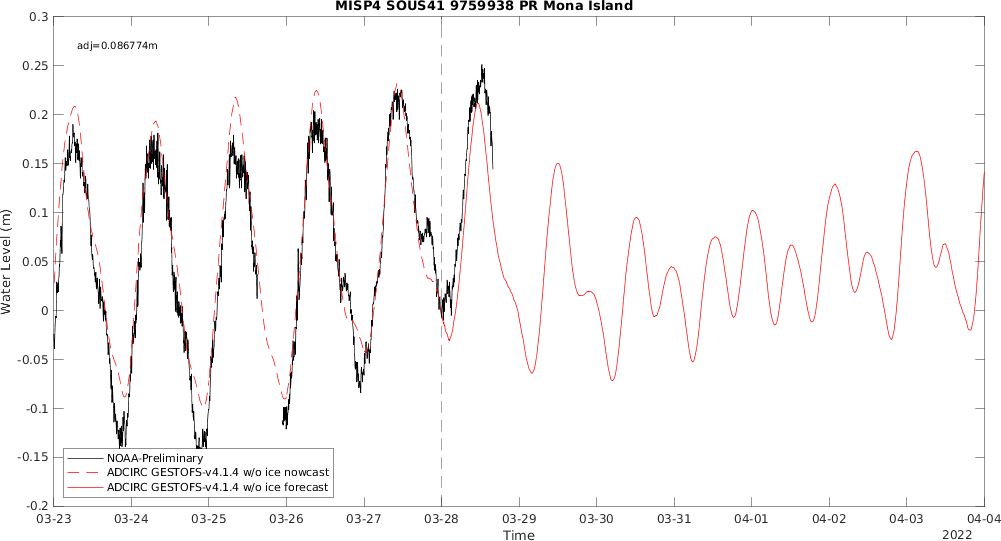 MISP4 SOUS41 9759938 PR Mona Island
adj=0.086774m
0.3
0.25
0.2
0.15
0.1
0.05
0
-0.05
-0.1
-0.15
-0.2
Water Level (m)
NOAA-Preliminary
ADCIRC GESTOFS-v4.1.4 w/o ice nowcast
ADCIRC GESTOFS-v4.1.4 w/o ice forecast
03-23 03-24 03-25 03-26 03-27 03-28 03-29 03-30 03-31 04-01 04-02 04-03 04-04
Time
2022